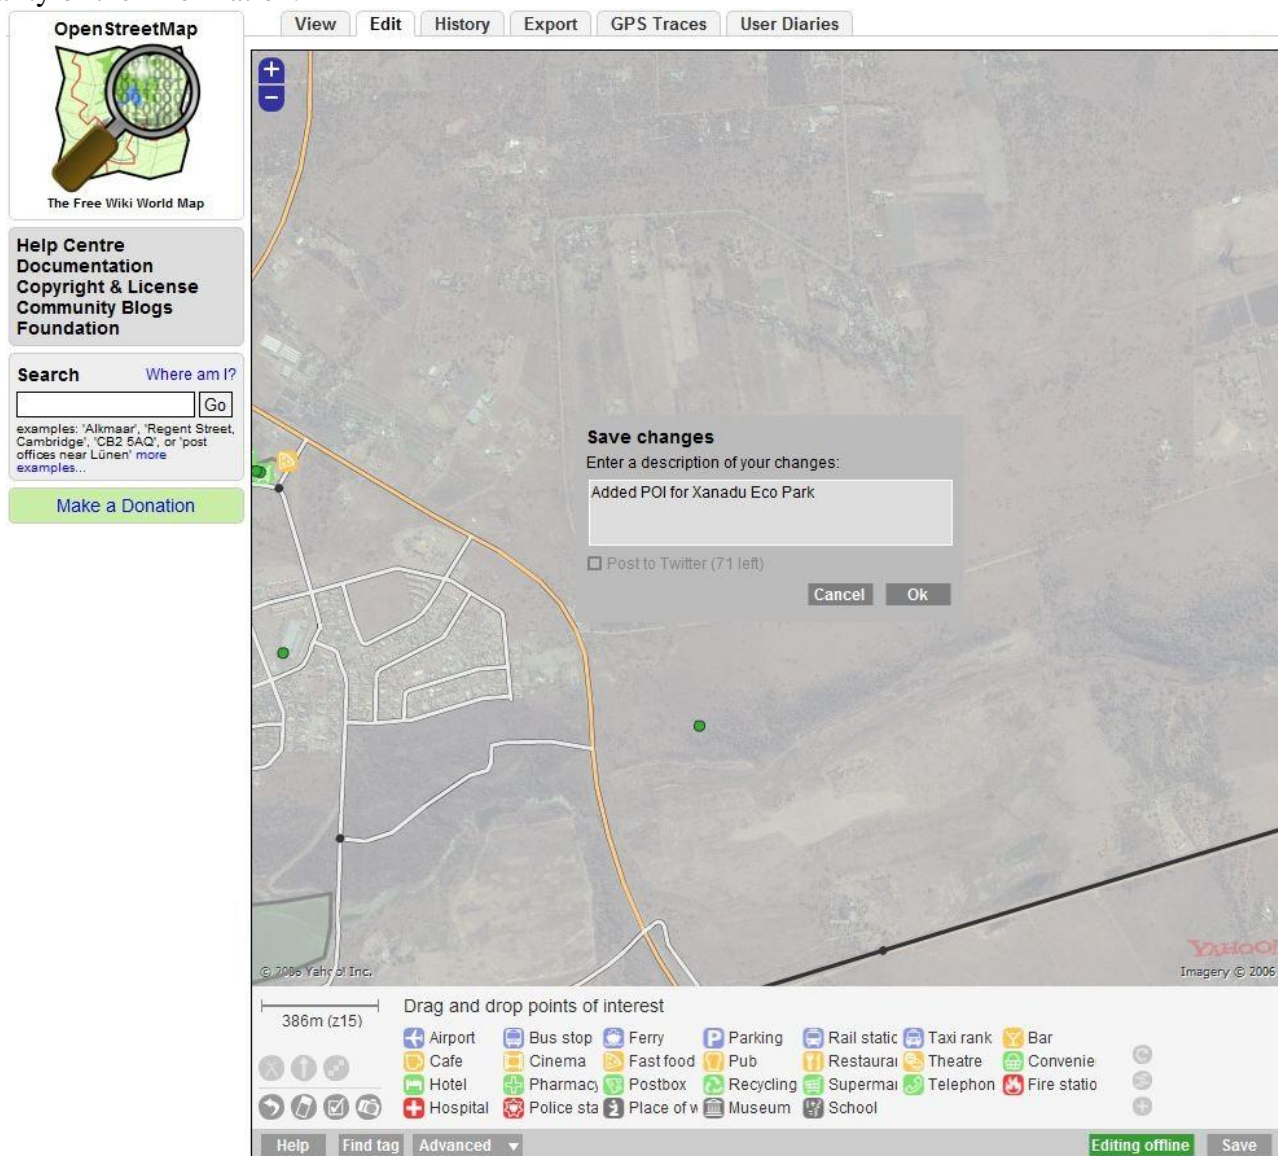 View Edit History Export GPS Traces User Diaries
OpenStreetMap
The Free Wiki World Map
Help Centre
Documentation
Copyright & License
Community Blogs
Foundation
Search Where am I?
Go
examples: 'Alkmaar', 'Regent Street,
Cambridge', 'CB2 5AQ', or 'post
offices near Lünen' more
examples...
Make a Donation
+
−
Save changes
Enter a description of your changes:
Added POI for Xanadu Eco Park
Post to Twitter (71 left)
Cancel Ok
© 2006 Yahoo! Inc.
YAHOO!
Imagery © 2006
386m (z15)
Drag and drop points of interest
Airport Bus stop Ferry Parking Rail static Taxi rank Bar
Cafe Cinema Fast food Pub Restaurai Theatre Convenie
Hotel Pharmacy Postbox Recycling Supermai Telephon Fire statio
Hospital Police sta Place of w Museum School
Help Find tag Advanced Editing offline Save